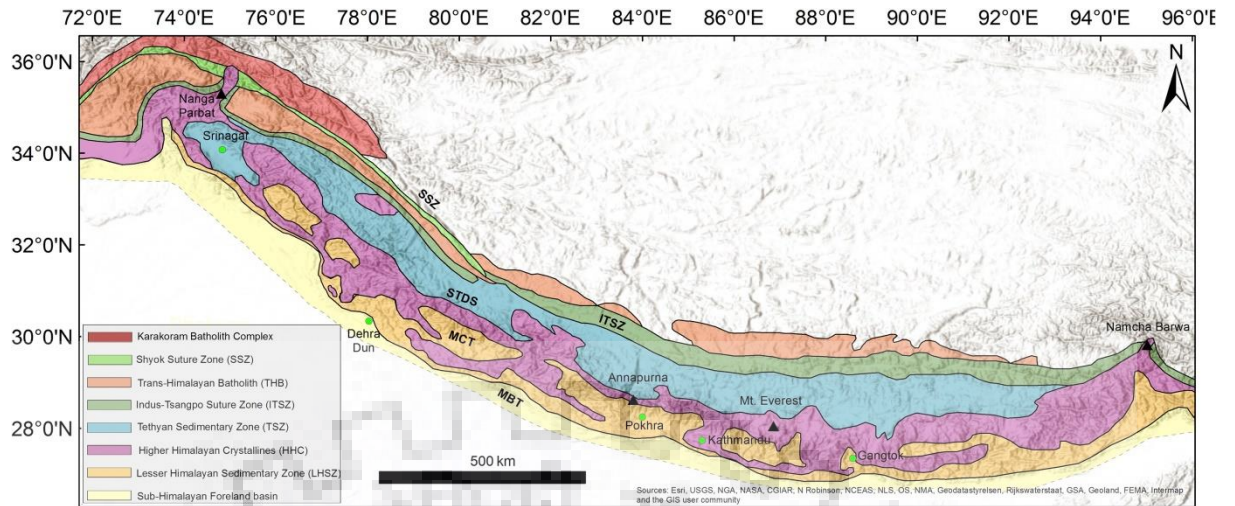 72°0'E 74°0'E 76°0'E 78°0'E 80°0'E 82°0'E 84°0'E 86°0'E 88°0'E 90°0'E 92°0'E 94°0'E 96°0'E
36°0'N
34°0'N
32°0'N
30°0'N
28°0'N
N
Nanga
Parbat
Srinagar
SSZ
STDS
ITSZ
MCT
MBT
Dehra
Dun
Namcha Barwa
Annapurna
Mt. Everest
Pokhra
Kathmandu
Gangtok
Karakoram Batholith Complex
Shyok Suture Zone (SSZ)
Trans-Himalayan Batholith (THB)
Indus-Tsangpo Suture Zone (ITSZ)
Tethyan Sedimentary Zone (TSZ)
Higher Himalayan Crystallines (HHC)
Lesser Himalayan Sedimentary Zone (LHSZ)
Sub-Himalayan Foreland basin
500 km
Sources: Esri, USGS, NGA, NASA, CGIAR, N Robinson, NCEAS, NLS, OS, NMA, Geodatastyrelsen, Rijkswaterstaat, GSA, Geoland, FEMA, Intermap
and the GIS user community